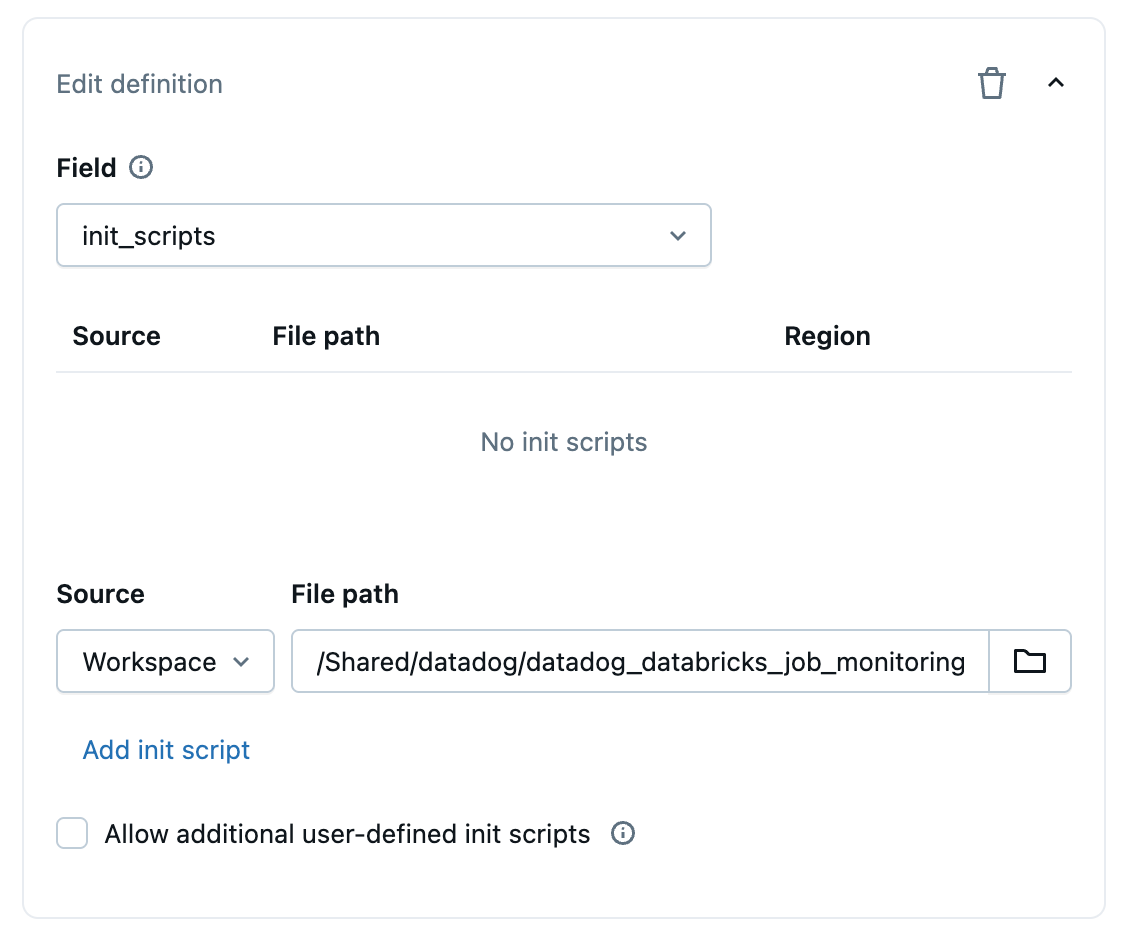 Edit definition
Field
init_scripts
Source File path Region
No init scripts
Source File path
Workspace /Shared/datadog/datadog_databricks_job_monitoring
Add init script
Allow additional user-defined init scripts